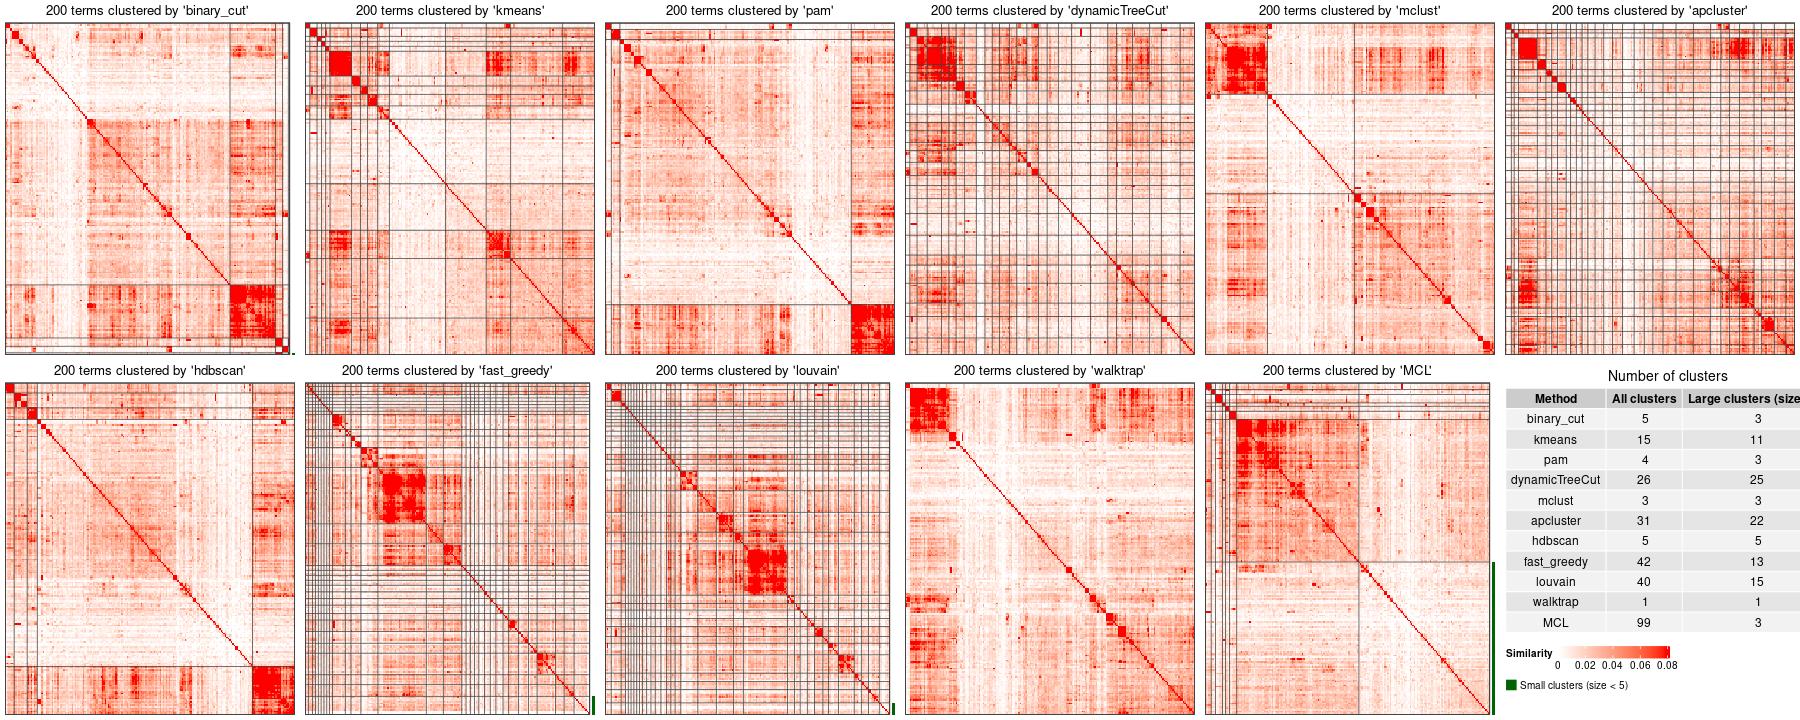 200 terms clustered by 'binary_cut'
200 terms clustered by 'kmeans'
200 terms clustered by 'pam'
200 terms clustered by 'dynamicTreeCut'
200 terms clustered by 'mclust'
200 terms clustered by 'apcluster'
200 terms clustered by 'hdbscan'
200 terms clustered by 'fast_greedy'
200 terms clustered by 'louvain'
200 terms clustered by 'walktrap'
200 terms clustered by 'MCL'
Number of clusters
Method All clusters Large clusters (size
binary_cut 5 3
kmeans 15 11
pam 4 3
dynamicTreeCut 26 25
mclust 3 3
apcluster 31 22
hdbscan 5 5
fast_greedy 42 13
louvain 40 15
walktrap 1 1
MCL 99 3
Similarity
0 0.02 0.04 0.06 0.08
Small clusters (size < 5)